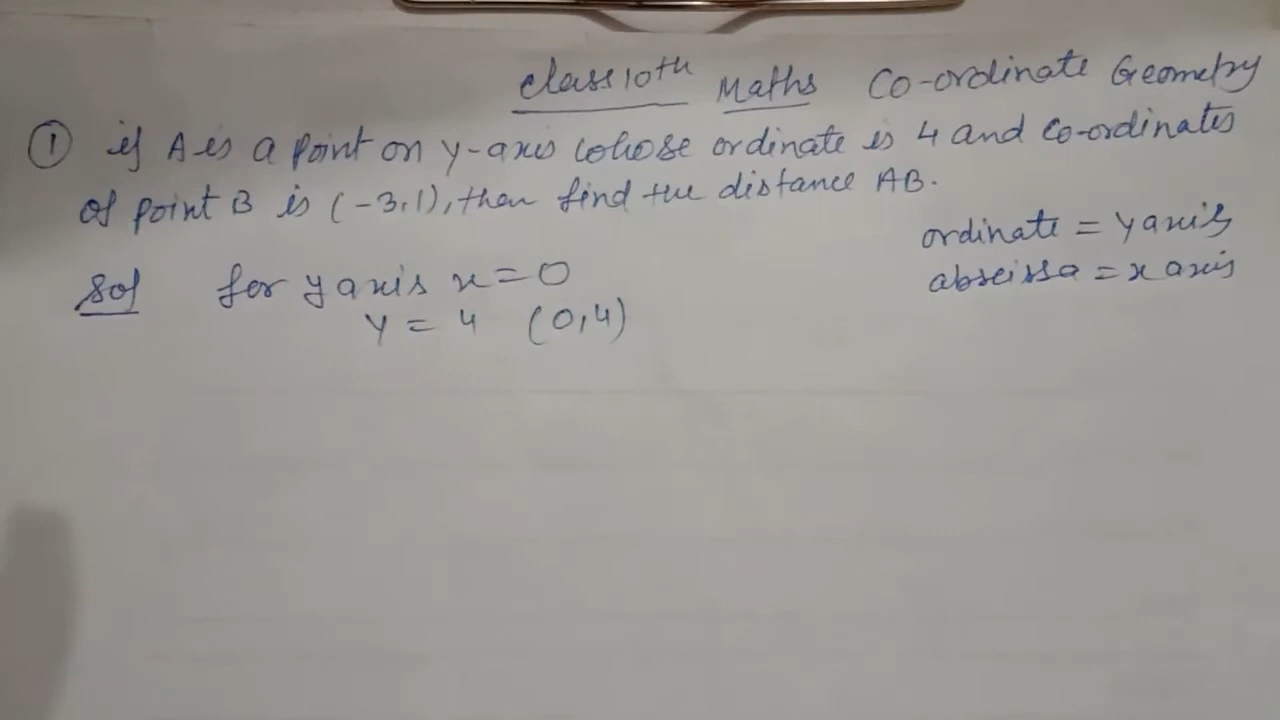 class 10th Maths Co-ordinate Geometry
① if A is a point on y-axis whose ordinate is 4 and Co-ordinates
of point B is (-3,1), then find the distance AB.
ordinate = y axis
abscissa = x axis
Sol for y axis x = 0
y = 4 (0,4)